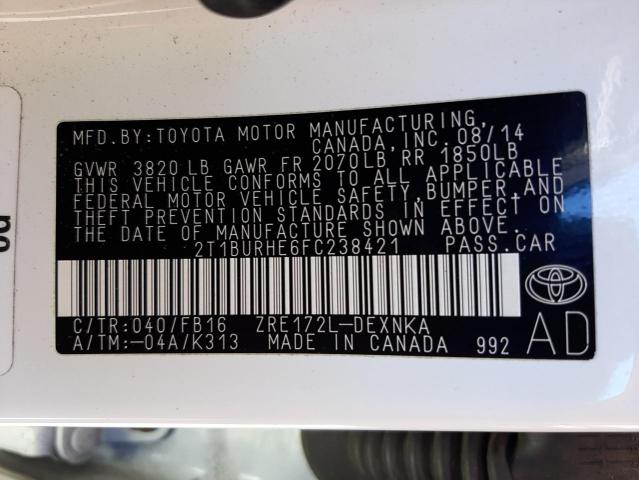 MFD. BY: TOYOTA MOTOR MANUFACTURING,
CANADA, INC. 08/14
GVWR 3820 LB GAWR FR 2070LB RR 1850LB
THIS VEHICLE CONFORMS TO ALL APPLICABLE
FEDERAL MOTOR VEHICLE SAFETY, BUMPER, AND
THEFT PREVENTION STANDARDS IN EFFECT ON
THE DATE OF MANUFACTURE SHOWN ABOVE.
2T1BURHE6FC238421 PASS. CAR
C/TR: 040/FB16 ZRE172L-DEXNKA
A/TM: -04A/K313 MADE IN CANADA 992
AD